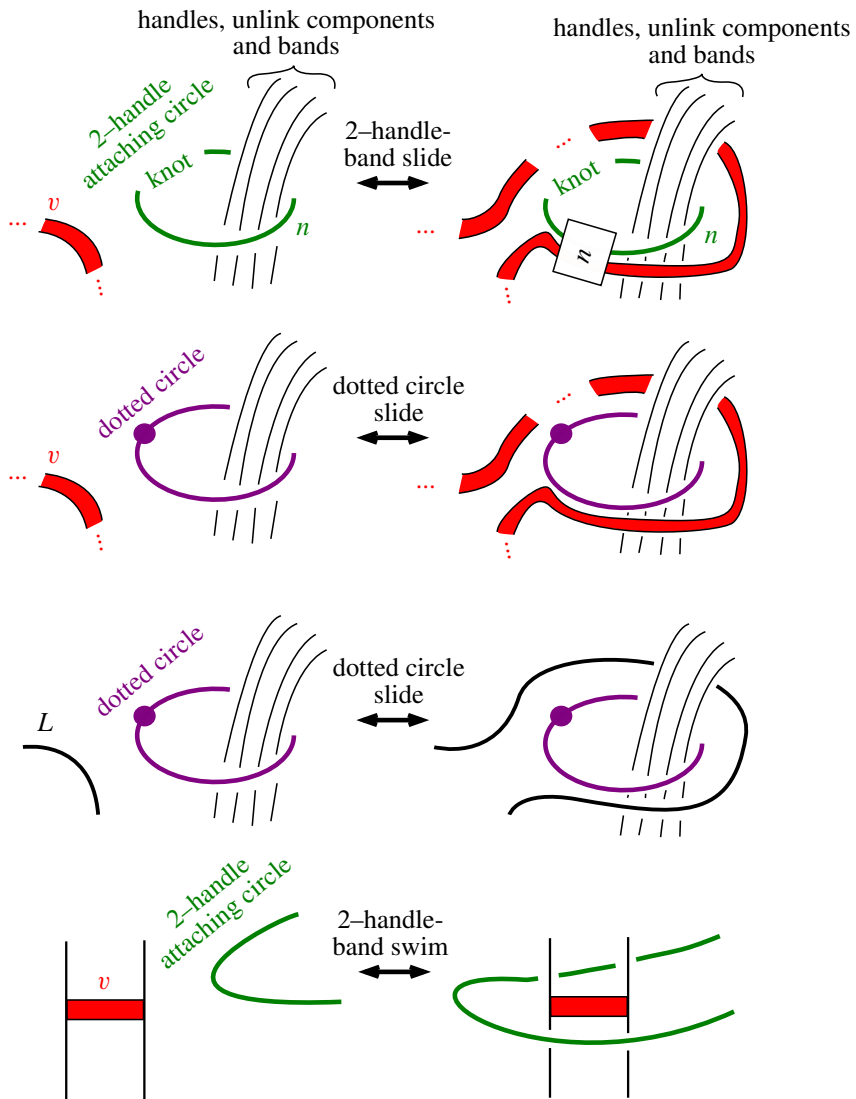 handles, unlink components
and bands
handles, unlink components
and bands
2–handle
attaching circle
2–handle-
band slide
knot
knot
v
n
n
n
...
...
...
...
...
...
dotted circle
dotted circle
slide
v
...
...
...
...
...
...
dotted circle
dotted circle
slide
L
2–handle
attaching circle
2–handle-
band swim
v